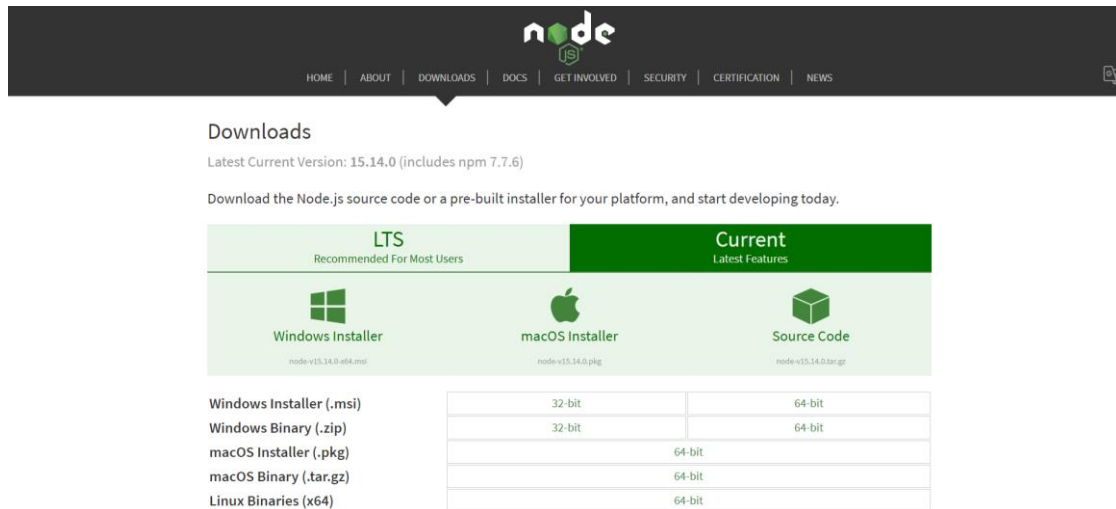 node
JS
HOME | ABOUT | DOWNLOADS | DOCS | GET INVOLVED | SECURITY | CERTIFICATION | NEWS
Downloads
Latest Current Version: 15.14.0 (includes npm 7.7.6)
Download the Node.js source code or a pre-built installer for your platform, and start developing today.
LTS Current
Recommended For Most Users Latest Features
Windows Installer macOS Installer Source Code
node-v15.14.0-x64.msi node-v15.14.0.pkg node-v15.14.0.tar.gz
Windows Installer (.msi) 32-bit 64-bit
Windows Binary (.zip) 32-bit 64-bit
macOS Installer (.pkg) 64-bit
macOS Binary (.tar.gz) 64-bit
Linux Binaries (x64) 64-bit